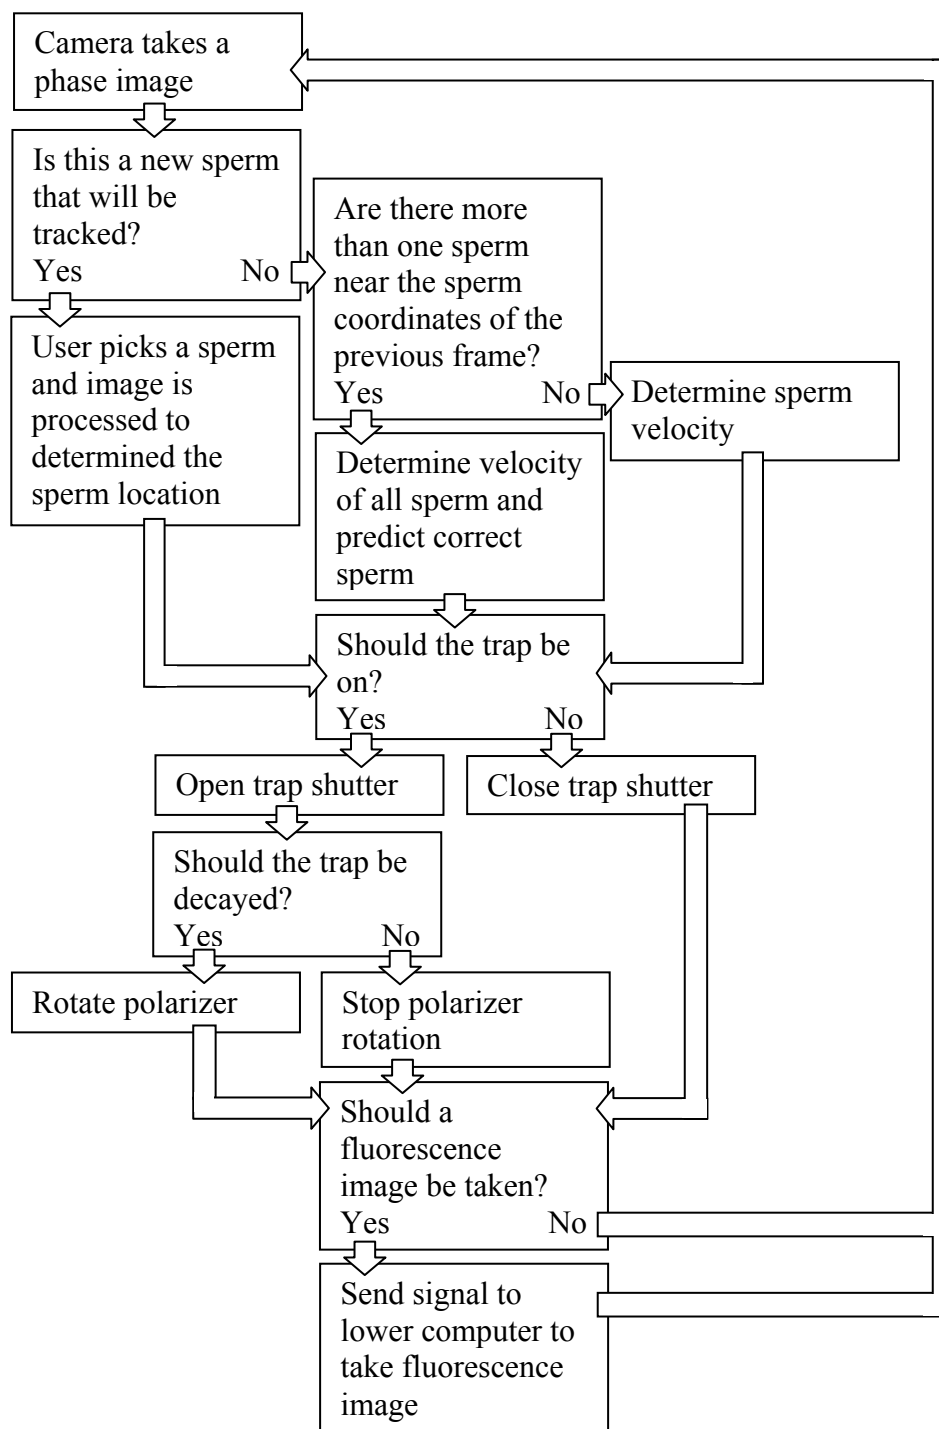 Camera takes a
phase image
Is this a new sperm
that will be
tracked?
Yes No
Are there more
than one sperm
near the sperm
coordinates of the
previous frame?
Yes No
User picks a sperm
and image is
processed to
determined the
sperm location
Determine sperm
velocity
Determine velocity
of all sperm and
predict correct
sperm
Should the trap be
on?
Yes No
Open trap shutter
Close trap shutter
Should the trap be
decayed?
Yes No
Rotate polarizer
Stop polarizer
rotation
Should a
fluorescence
image be taken?
Yes No
Send signal to
lower computer to
take fluorescence
image